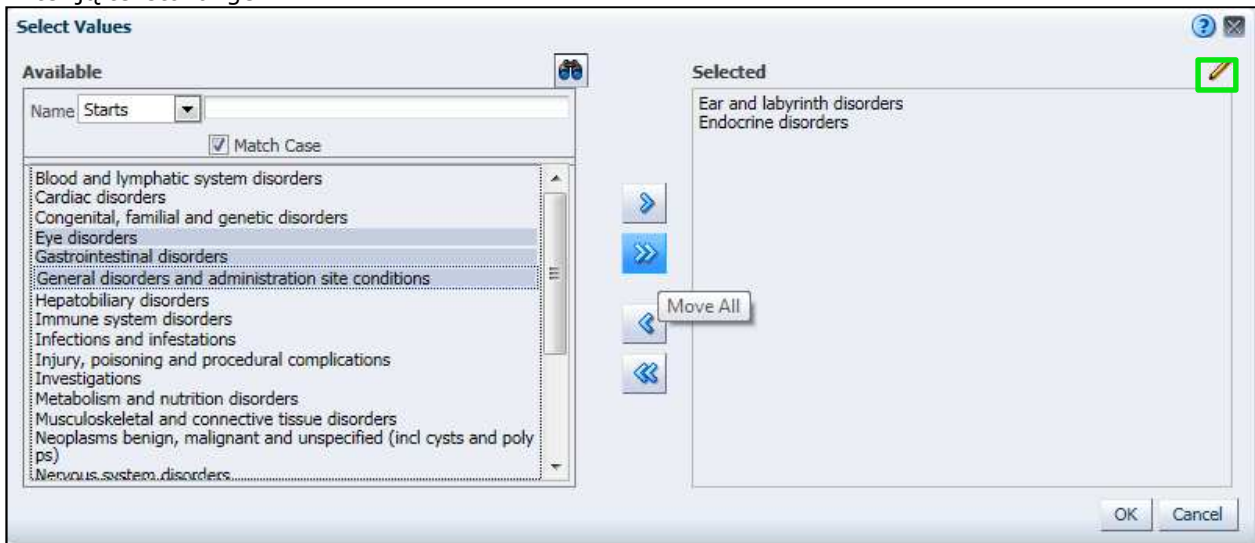 Select Values
Available
Name Starts
Match Case
Blood and lymphatic system disorders
Cardiac disorders
Congenital, familial and genetic disorders
Eye disorders
Gastrointestinal disorders
General disorders and administration site conditions
Hepatobiliary disorders
Immune system disorders
Infections and infestations
Injury, poisoning and procedural complications
Investigations
Metabolism and nutrition disorders
Musculoskeletal and connective tissue disorders
Neoplasms benign, malignant and unspecified (incl cysts and poly
ps)
Nervous system disorders
Move All
Selected
Ear and labyrinth disorders
Endocrine disorders
OK Cancel